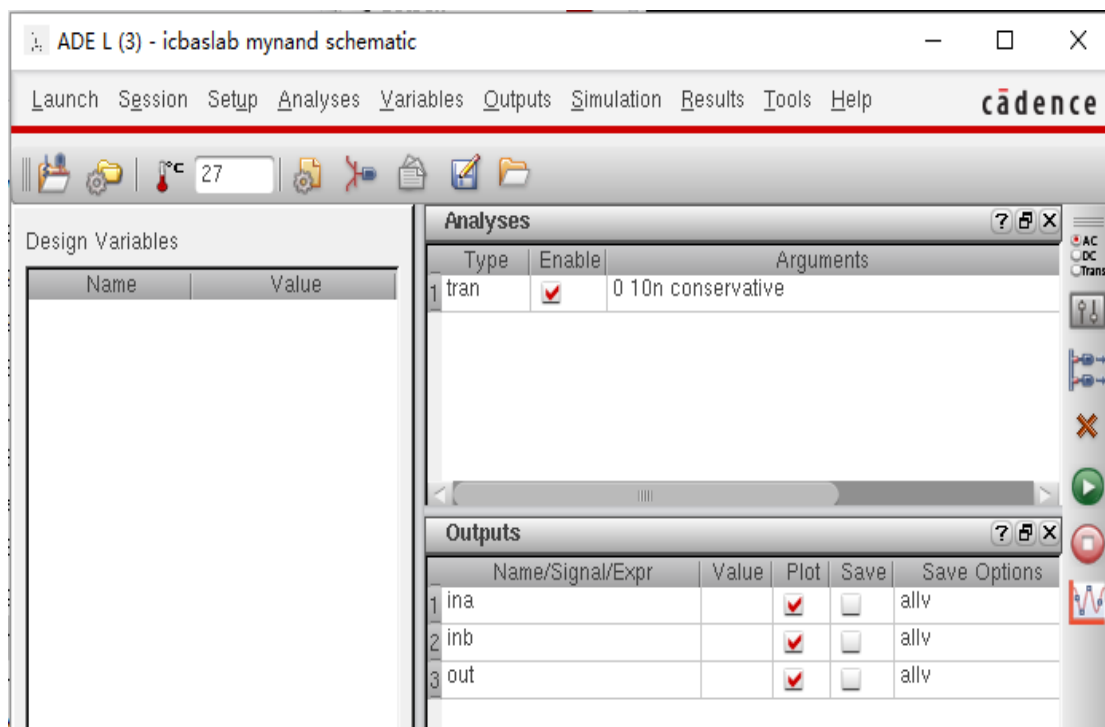 ADE L (3) - icbaslab mynand schematic
Launch Session Setup Analyses Variables Outputs Simulation Results Tools Help cādence
°C 27
Design Variables
Name Value
Analyses
Type Enable Arguments
1 tran 0 10n conservative
AC
DC
Trans
Outputs
Name/Signal/Expr Value Plot Save Save Options
1 ina allv
2 inb allv
3 out allv